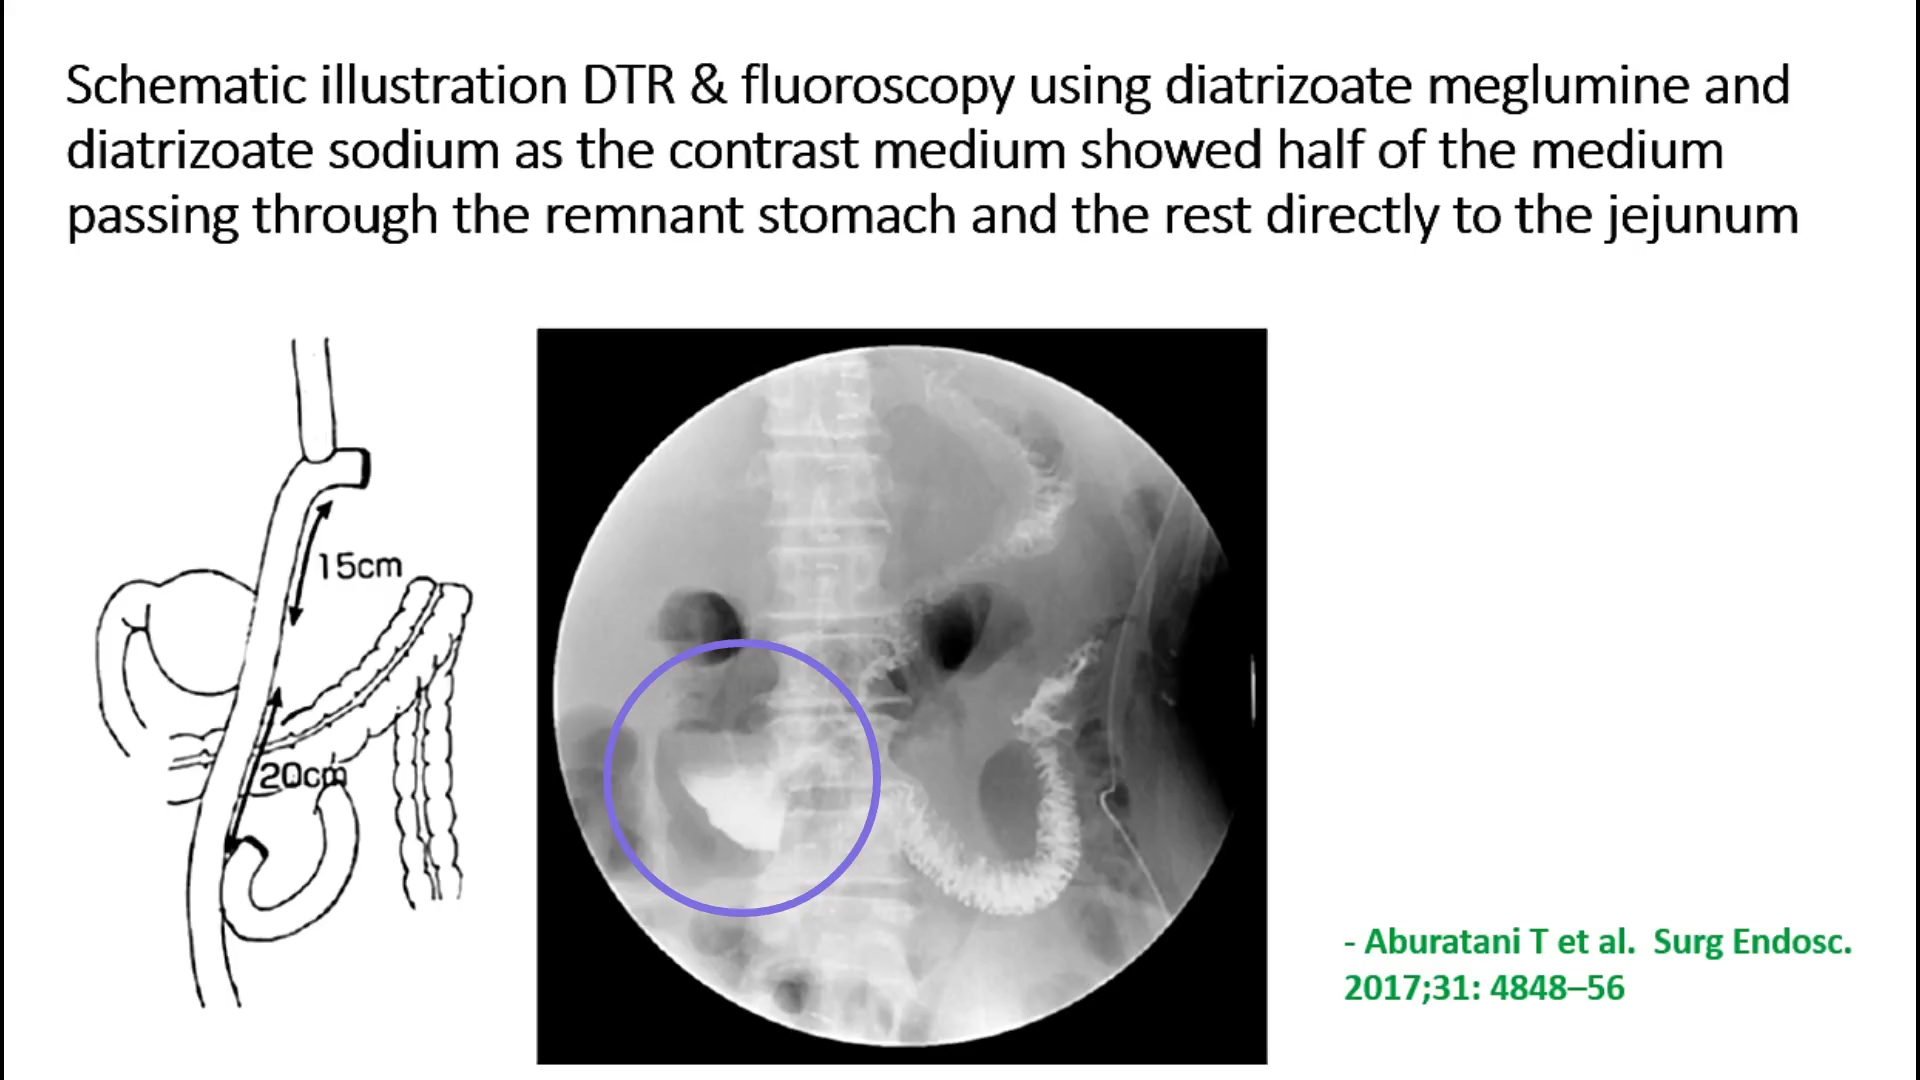 Schematic illustration DTR & fluoroscopy using diatrizoate meglumine and
diatrizoate sodium as the contrast medium showed half of the medium
passing through the remnant stomach and the rest directly to the jejunum
15cm
20cm
- Aburatani T et al.  Surg Endosc.
2017;31: 4848–56